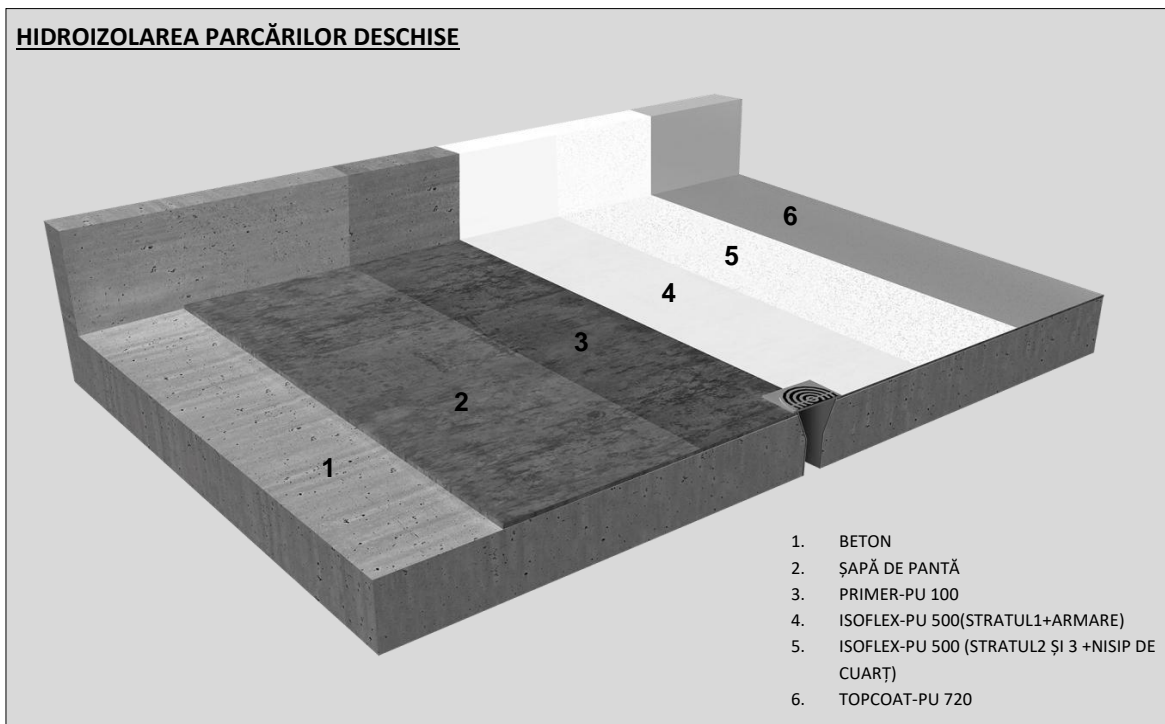 HIDROIZOLAREA PARCĂRILOR DESCHISE
6
5
4
3
2
1
1. BETON
2. ȘAPĂ DE PANTĂ
3. PRIMER-PU 100
4. ISOFLEX-PU 500(STRATUL1+ARMARE)
5. ISOFLEX-PU 500 (STRATUL2 ȘI 3 +NISIP DE
CUARȚ)
6. TOPCOAT-PU 720